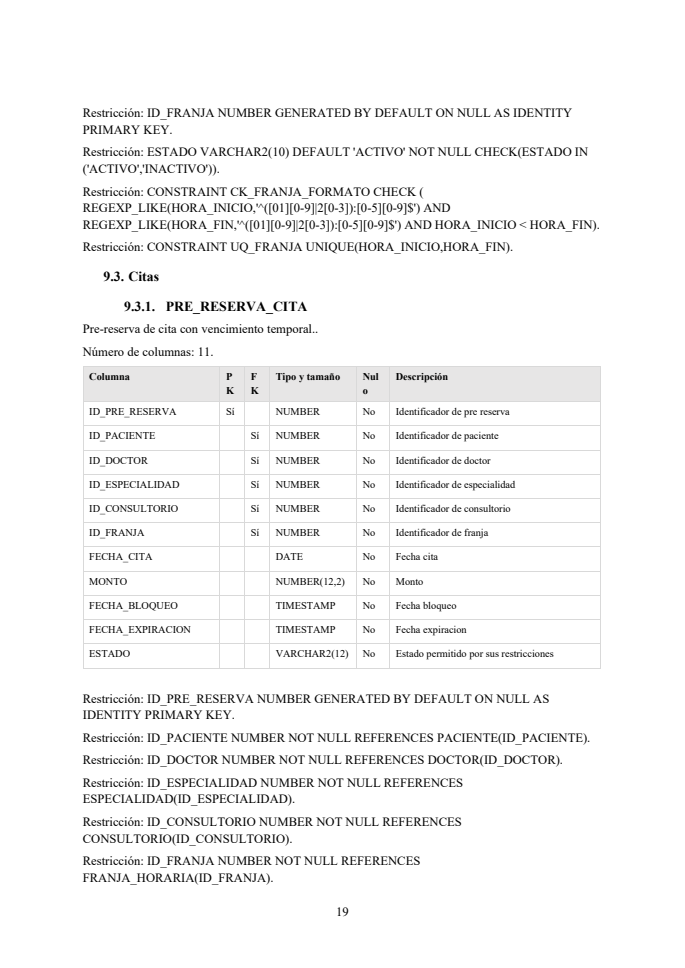 Restricción: ID_FRANJA NUMBER GENERATED BY DEFAULT ON NULL AS IDENTITY
PRIMARY KEY.
Restricción: ESTADO VARCHAR2(10) DEFAULT 'ACTIVO' NOT NULL CHECK(ESTADO IN
('ACTIVO','INACTIVO')).
Restricción: CONSTRAINT CK_FRANJA_FORMATO CHECK (
REGEXP_LIKE(HORA_INICIO,'^([01][0-9]|2[0-3]):[0-5][0-9]$') AND
REGEXP_LIKE(HORA_FIN,'^([01][0-9]|2[0-3]):[0-5][0-9]$') AND HORA_INICIO < HORA_FIN).
Restricción: CONSTRAINT UQ_FRANJA UNIQUE(HORA_INICIO,HORA_FIN).
9.3. Citas
9.3.1. PRE_RESERVA_CITA
Pre-reserva de cita con vencimiento temporal..
Número de columnas: 11.
Columna P K F K Tipo y tamaño Nul o Descripción
ID_PRE_RESERVA Sí NUMBER No Identificador de pre reserva
ID_PACIENTE Sí NUMBER No Identificador de paciente
ID_DOCTOR Sí NUMBER No Identificador de doctor
ID_ESPECIALIDAD Sí NUMBER No Identificador de especialidad
ID_CONSULTORIO Sí NUMBER No Identificador de consultorio
ID_FRANJA Sí NUMBER No Identificador de franja
FECHA_CITA DATE No Fecha cita
MONTO NUMBER(12,2) No Monto
FECHA_BLOQUEO TIMESTAMP No Fecha bloqueo
FECHA_EXPIRACION TIMESTAMP No Fecha expiracion
ESTADO VARCHAR2(12) No Estado permitido por sus restricciones
Restricción: ID_PRE_RESERVA NUMBER GENERATED BY DEFAULT ON NULL AS
IDENTITY PRIMARY KEY.
Restricción: ID_PACIENTE NUMBER NOT NULL REFERENCES PACIENTE(ID_PACIENTE).
Restricción: ID_DOCTOR NUMBER NOT NULL REFERENCES DOCTOR(ID_DOCTOR).
Restricción: ID_ESPECIALIDAD NUMBER NOT NULL REFERENCES
ESPECIALIDAD(ID_ESPECIALIDAD).
Restricción: ID_CONSULTORIO NUMBER NOT NULL REFERENCES
CONSULTORIO(ID_CONSULTORIO).
Restricción: ID_FRANJA NUMBER NOT NULL REFERENCES
FRANJA_HORARIA(ID_FRANJA).
19